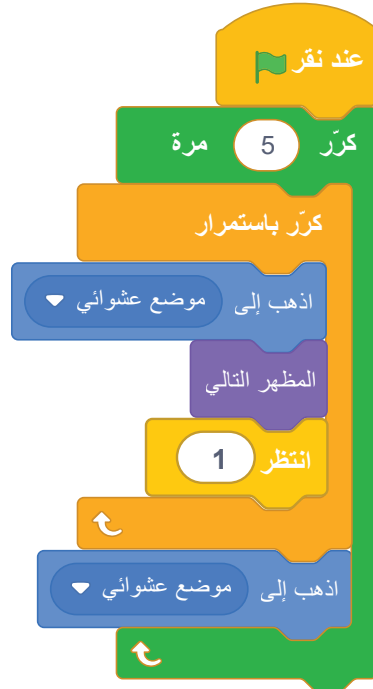 عند نقر
كرّر 5 مرة
كرّر باستمرار
اذهب إلى موضع عشوائي
المظهر التالي
انتظر 1
اذهب إلى موضع عشوائي